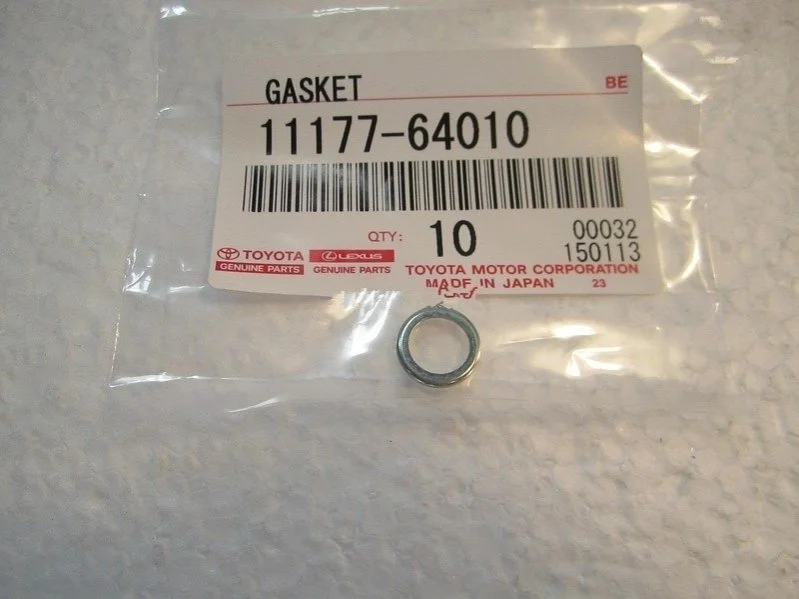 GASKET BE
11177-64010
QTY: 10 00032
150113
TOYOTA LEXUS
GENUINE PARTS GENUINE PARTS TOYOTA MOTOR CORPORATION
MADE IN JAPAN 23